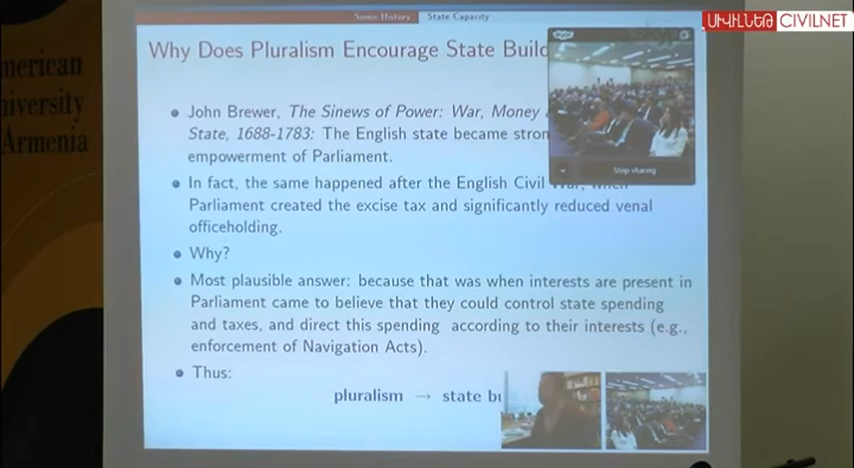 Some History State Capacity
ՍԻՎԻԼՆԵԹ CIVILNET
merican
niversity
Armenia
Why Does Pluralism Encourage State Build
skype
Stop sharing
John Brewer, The Sinews of Power: War, Money
State, 1688-1783: The English state became stron
empowerment of Parliament.
In fact, the same happened after the English Civil War, when
Parliament created the excise tax and significantly reduced venal
officeholding.
Why?
Most plausible answer: because that was when interests are present in
Parliament came to believe that they could control state spending
and taxes, and direct this spending according to their interests (e.g.,
enforcement of Navigation Acts).
Thus:
pluralism → state bu